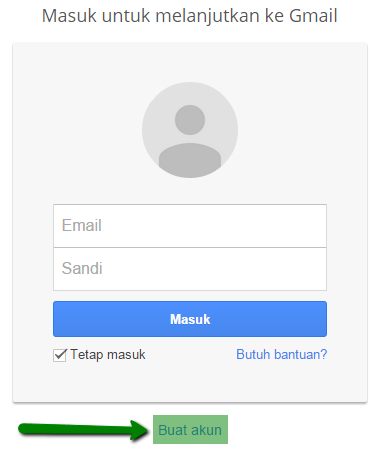 Masuk untuk melanjutkan ke Gmail
Email
Sandi
Masuk
Tetap masuk Butuh bantuan?
Buat akun